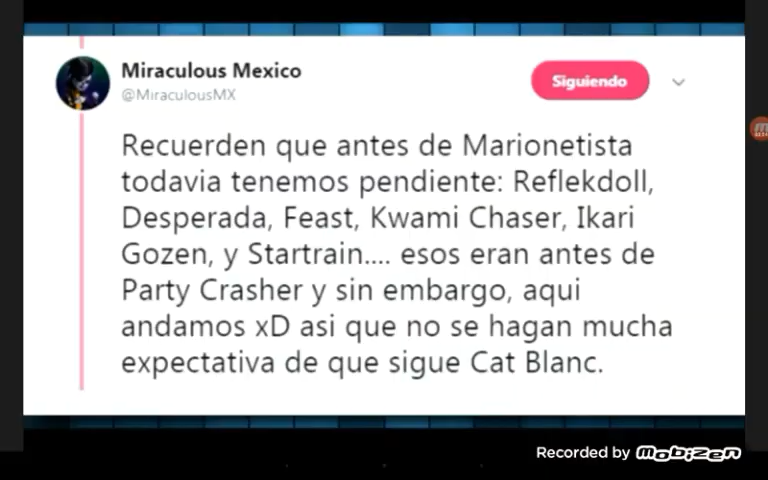 Miraculous Mexico
@MiraculousMX
Siguiendo
Recuerden que antes de Marionetista
todavia tenemos pendiente: Reflekdoll,
Desperada, Feast, Kwami Chaser, Ikari
Gozen, y Startrain.... esos eran antes de
Party Crasher y sin embargo, aqui
andamos xD asi que no se hagan mucha
expectativa de que sigue Cat Blanc.
Recorded by Mobizen